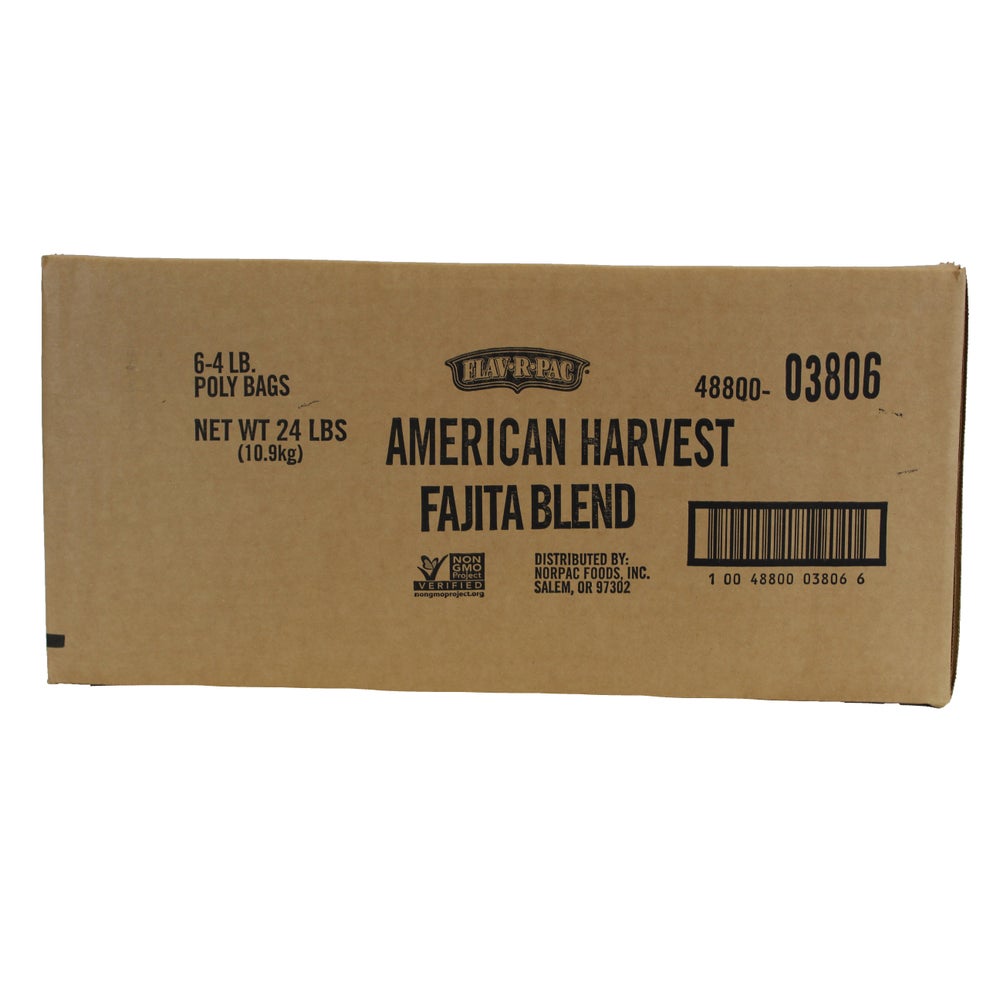 6-4 LB.
POLY BAGS
NET WT 24 LBS
(10.9kg)
FLAV·R·PAC
AMERICAN HARVEST
FAJITA BLEND
NON
GMO
Project
VERIFIED
nongmoproject.org
DISTRIBUTED BY:
NORPAC FOODS, INC.
SALEM, OR 97302
48800- 03806
1 00 48800 03806 6